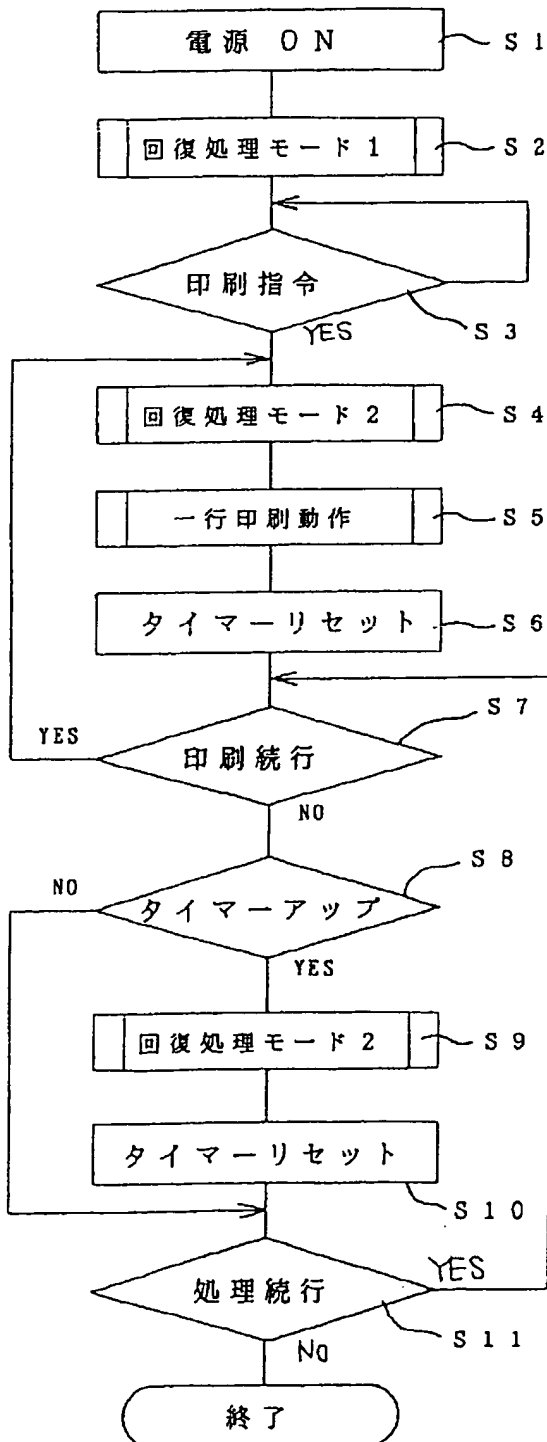 電源 ON S1
回復処理モード1 S2
印刷指令
YES S3
回復処理モード2 S4
一行印刷動作 S5
タイマーリセット S6
S7
YES
印刷続行
NO
S8
NO
タイマーアップ
YES
回復処理モード2 S9
タイマーリセット
S10
YES
処理続行
NO S11
終了